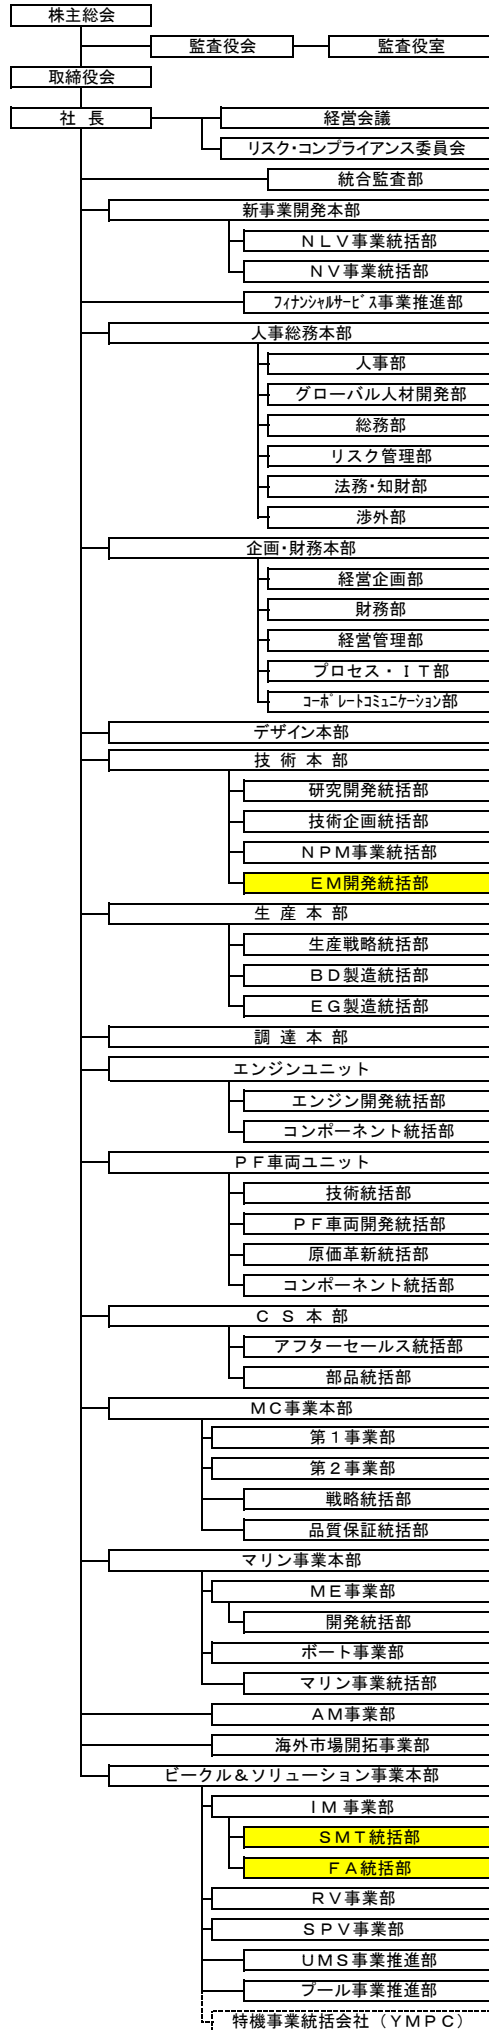 株主総会
監査役会
監査役室
取締役会
社 長
経営会議
リスク・コンプライアンス委員会
統合監査部
新事業開発本部
ＮＬＶ事業統括部
ＮＶ事業統括部
ﾌｨﾅﾝｼｬﾙｻｰﾋﾞｽ事業推進部
人事総務本部
人事部
グローバル人材開発部
総務部
リスク管理部
法務・知財部
渉外部
企画・財務本部
経営企画部
財務部
経営管理部
プロセス・ＩＴ部
ｺｰﾎﾟﾚｰﾄｺﾐｭﾆｹｰｼｮﾝ部
デザイン本部
技 術 本 部
研究開発統括部
技術企画統括部
ＮＰＭ事業統括部
ＥＭ開発統括部
生 産 本 部
生産戦略統括部
ＢＤ製造統括部
ＥＧ製造統括部
調 達 本 部
エンジンユニット
エンジン開発統括部
コンポーネント統括部
ＰＦ車両ユニット
技術統括部
ＰＦ車両開発統括部
原価革新統括部
コンポーネント統括部
Ｃ Ｓ 本 部
アフターセールス統括部
部品統括部
ＭＣ事業本部
第１事業部
第２事業部
戦略統括部
品質保証統括部
マリン事業本部
ＭＥ事業部
開発統括部
ボート事業部
マリン事業統括部
ＡＭ事業部
海外市場開拓事業部
ビークル＆ソリューション事業本部
ＩＭ事業部
ＳＭＴ統括部
ＦＡ統括部
ＲＶ事業部
ＳＰＶ事業部
ＵＭＳ事業推進部
プール事業推進部
特機事業統括会社（ＹＭＰＣ）